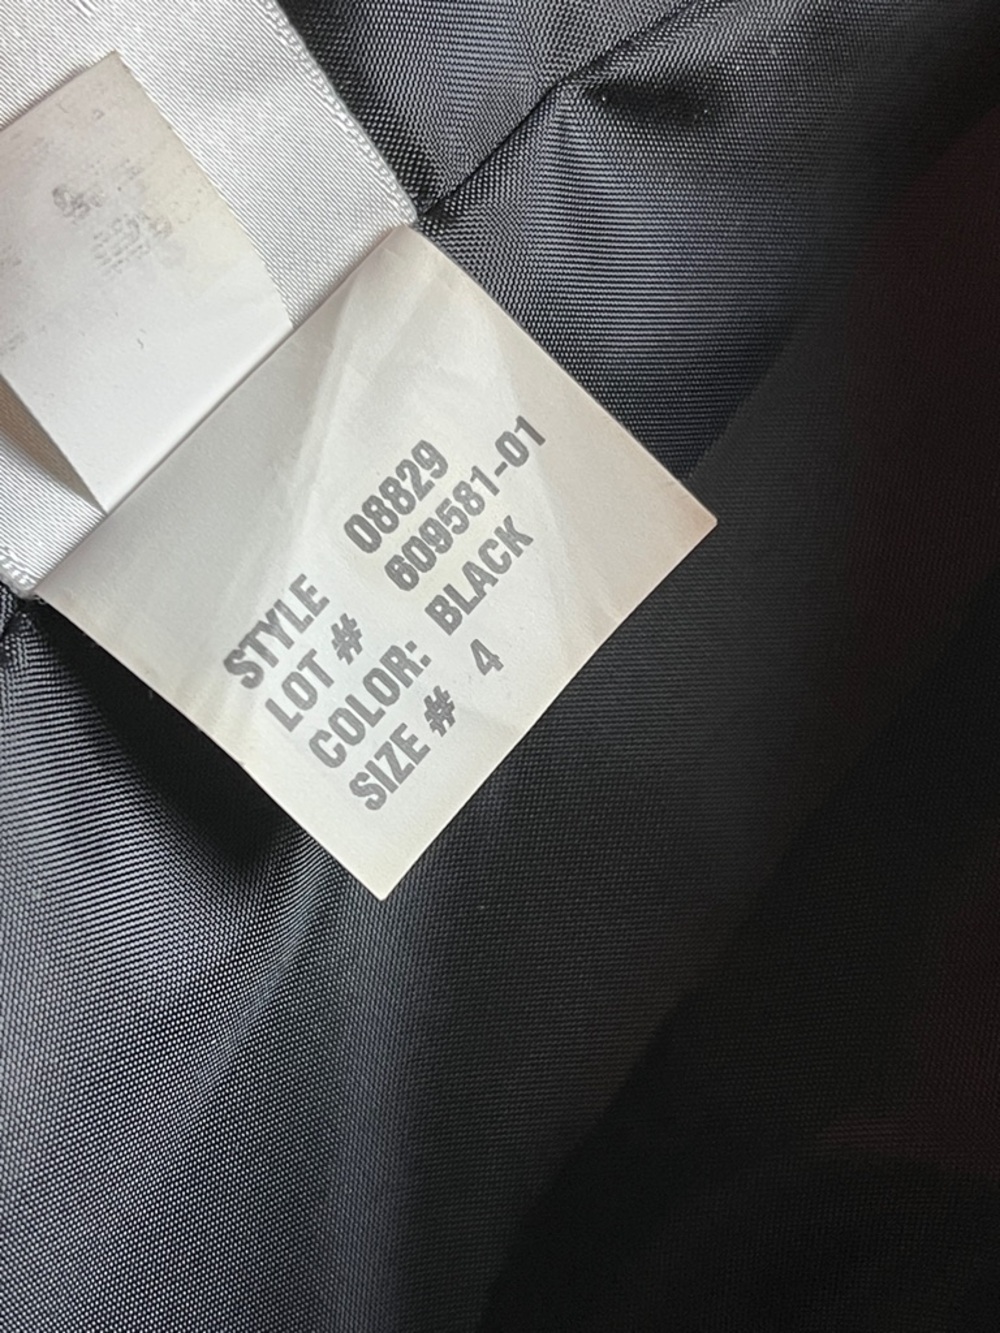 STYLE 08829
LOT # 609581-01
COLOR: BLACK
SIZE # 4